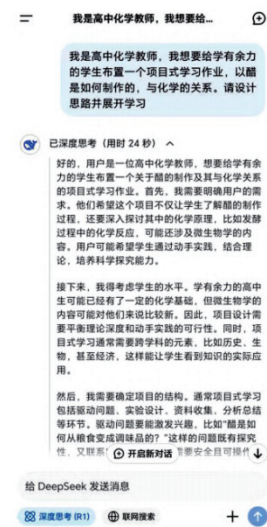 我是高中化学教师，我想要给...
我是高中化学教师，我想要给学有余力
的学生布置一个项目式学习作业，以醋
是如何制作的，与化学的关系。请设计
思路并展开学习
已深度思考（用时 24 秒）
好的，用户是一位高中化学教师，想要给学有余
力的学生布置一个关于醋的制作及其与化学关系
的项目式学习作业。首先，我需要明确用户的需
求。他们希望这个项目不仅让学生了解醋的制作
过程，还要深入探讨其中的化学原理，比如发酵
过程中的化学反应，可能还涉及微生物学的内
容。用户可能希望学生通过动手实践，结合理
论，培养科学探究能力。
接下来，我得考虑学生的水平。学有余力的高中
生可能已经有了一定的化学基础，但微生物学的
内容可能对他们来说比较新。因此，项目设计需
要平衡理论深度和动手实践的可行性。同时，项
目式学习通常需要跨学科的元素，比如历史、生
物，甚至经济，这样能让学生看到知识的实际应
用。
然后，我需要确定项目的结构。通常项目式学习
包括驱动问题、实验设计、资料收集、分析总结
等环节。驱动问题要能激发兴趣，比如"醋是如
何从粮食变成调味品的？"这样的问题既有探究
性，又联系
开启新对话
要安全且可操作
给 DeepSeek 发送消息
深度思考 (R1) 联网搜索